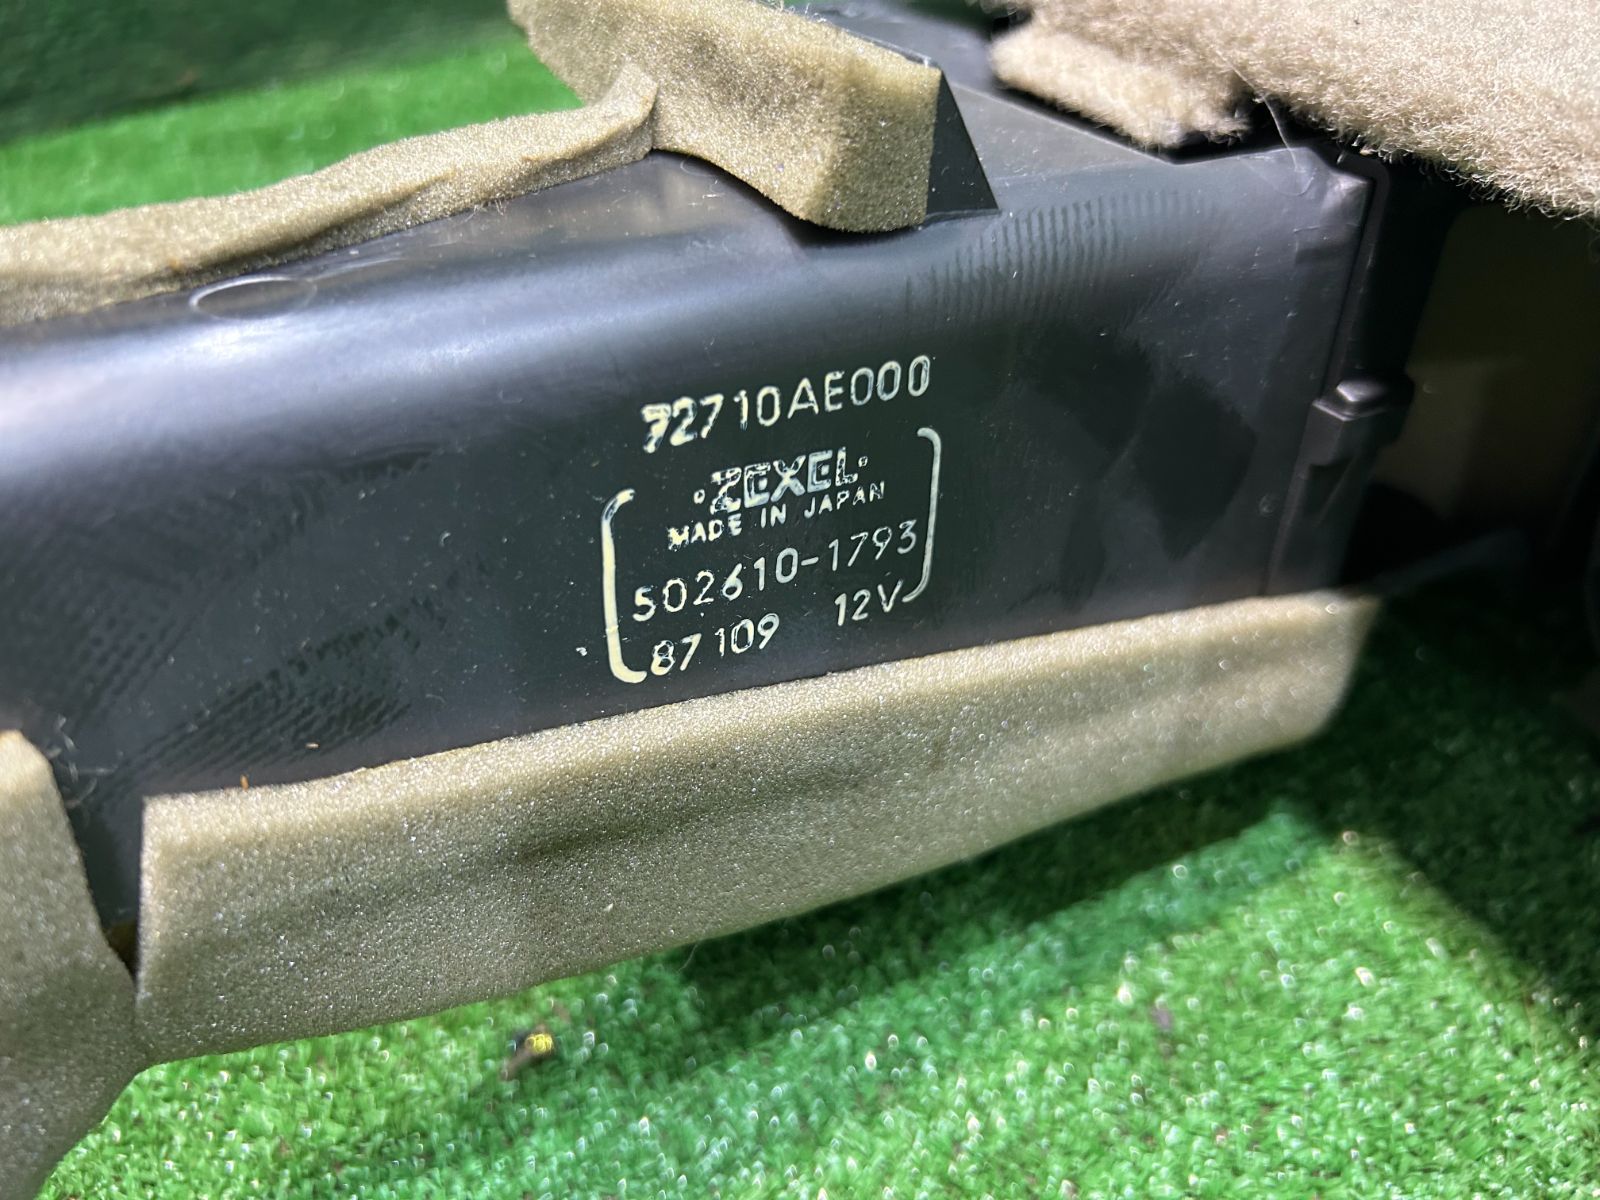 72710AE000
·ZEXEL·
MADE IN JAPAN
502610-1793
87109 12V